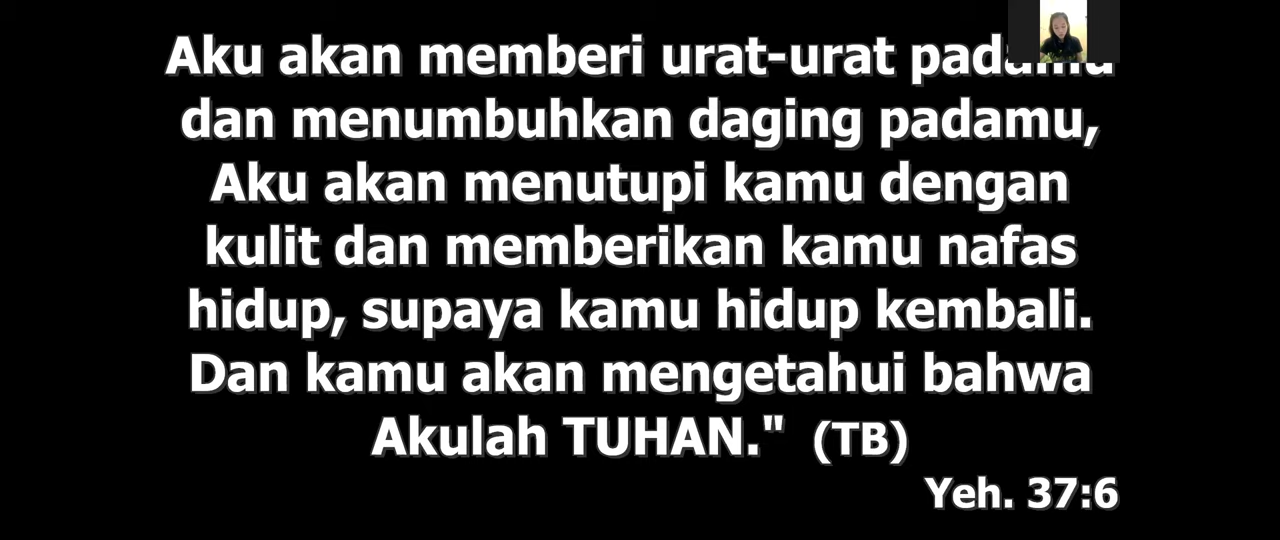 Aku akan memberi urat-urat padamu
dan menumbuhkan daging padamu,
Aku akan menutupi kamu dengan
kulit dan memberikan kamu nafas
hidup, supaya kamu hidup kembali.
Dan kamu akan mengetahui bahwa
Akulah TUHAN." (TB)
Yeh. 37:6